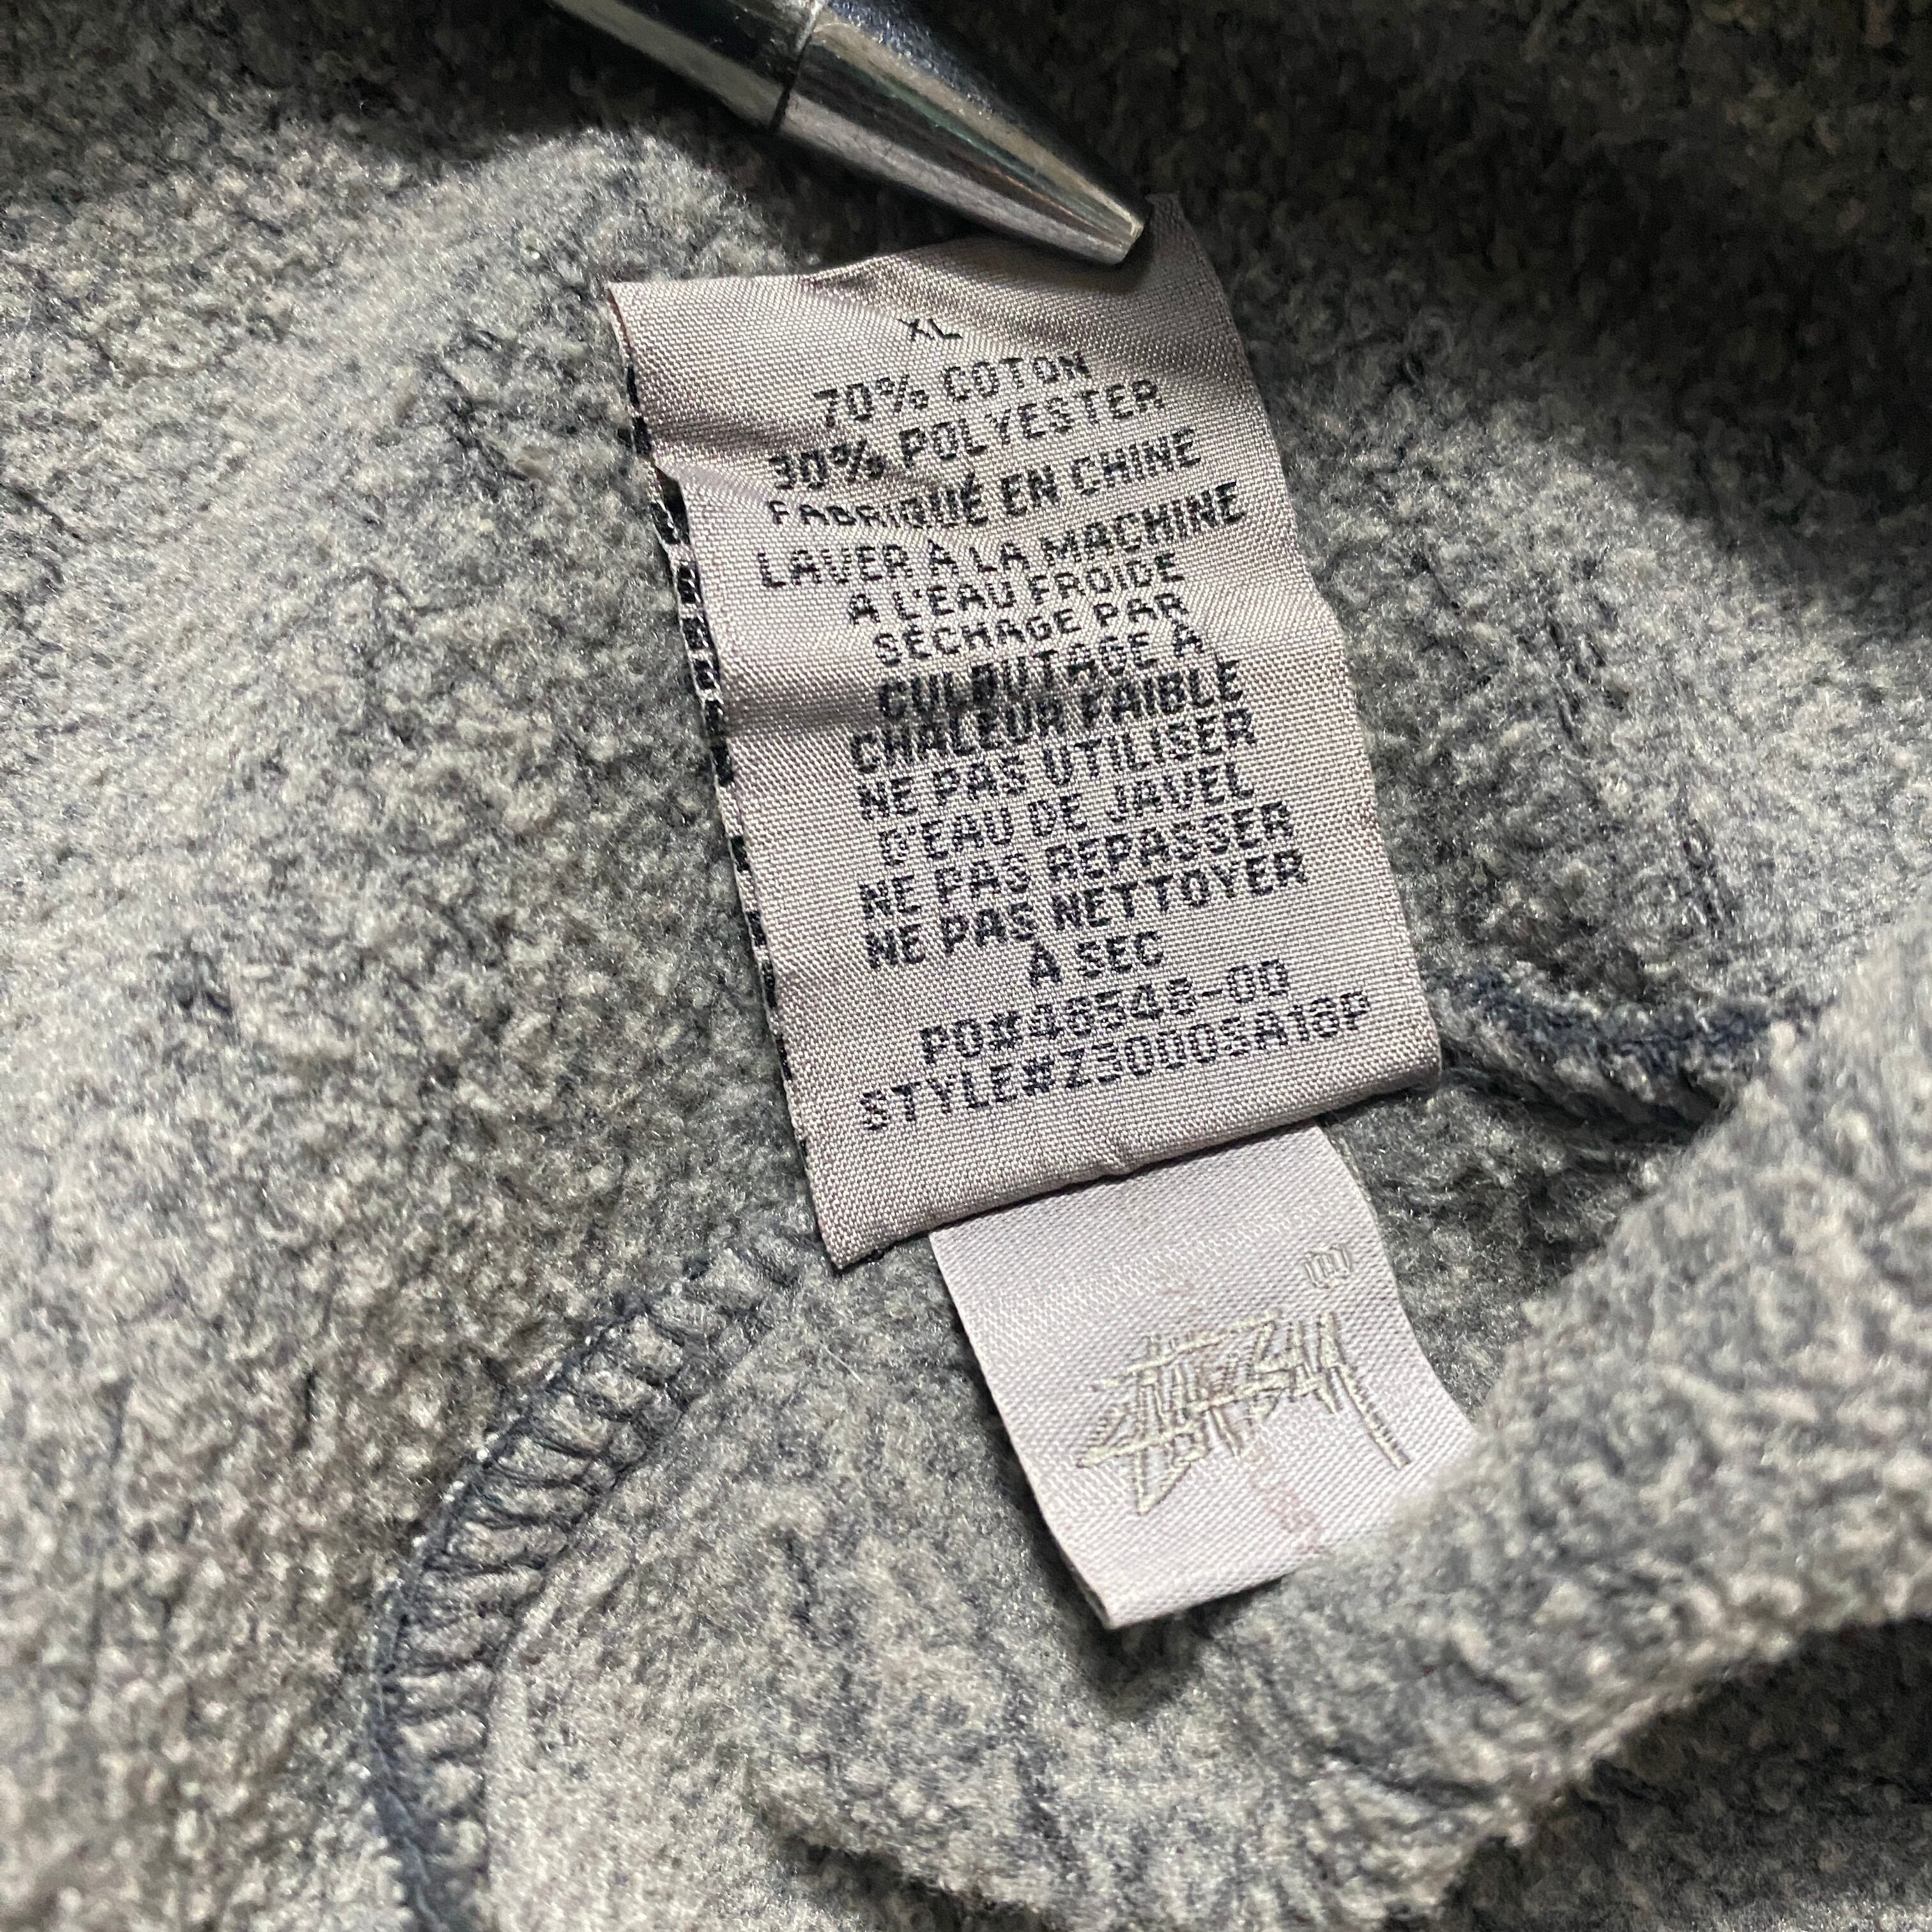 XL
70% COTON
30% POLYESTER
FABRIQUÉ EN CHINE
LAVER À LA MACHINE
A L'EAU FROIDE
SÉCHAGE PAR
CULBUTAGE À
CHALEUR FAIBLE
NE PAS UTILISER
D'EAU DE JAVEL
NE PAS REPASSER
NE PAS NETTOYER
À SEC
PO#46548-00
STYLE#Z3000SA18P
Stüssy